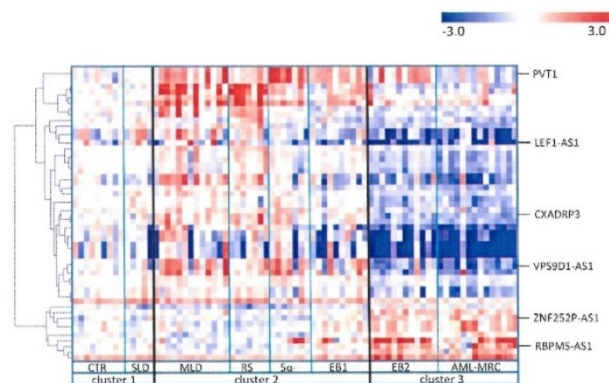 -3.0 3.0
PVT1
LEF1-AS1
CXADRP3
VPS9D1-AS1
ZNF252P-AS1
RBPMS-AS1
CTR SLD MLD RS 5q EB1 EB2 AML-MRC
cluster 1 cluster 2 cluster 3